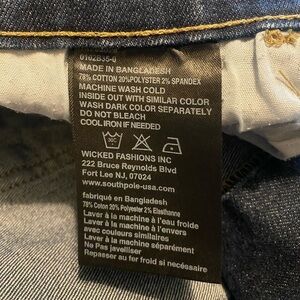 0102B35-0
MADE IN BANGLADESH
78% COTTON 20%POLYESTER 2% SPANDEX
MACHINE WASH COLD
INSIDE OUT WITH SIMILAR COLOR
WASH DARK COLOR SEPARATELY
DO NOT BLEACH
COOL IRON IF NEEDED
WICKED FASHIONS INC
222 Bruce Reynolds Blvd
Fort Lee NJ, 07024
www.southpole-usa.com
fabriqué en Bangladesh
78% Coton 20% Polyester 2% Elasthanne
Laver à la machine à l'eau froide
Laver à la machine à l'envers
avec couleurs similaires
Laver à la machine séparément
Ne Pas javelliser
Repasser au fer froid si necessaire